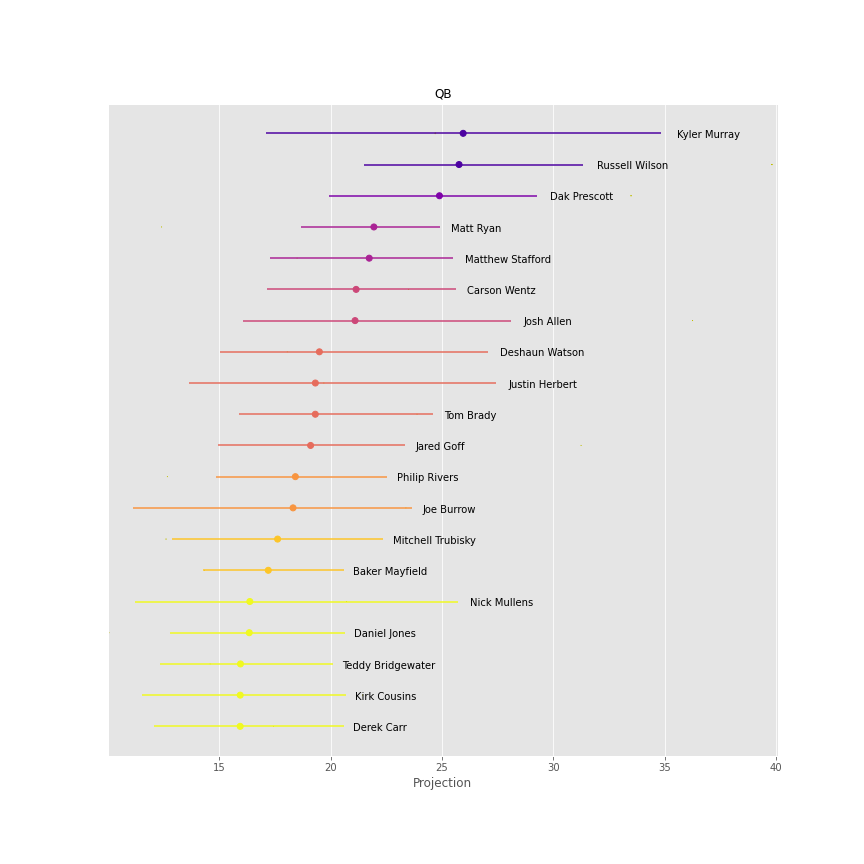 QB
Kyler Murray
Russell Wilson
Dak Prescott
Matt Ryan
Matthew Stafford
Carson Wentz
Josh Allen
Deshaun Watson
Justin Herbert
Tom Brady
Jared Goff
Philip Rivers
Joe Burrow
Mitchell Trubisky
Baker Mayfield
Nick Mullens
Daniel Jones
Teddy Bridgewater
Kirk Cousins
Derek Carr
15 20 25 30 35 40
Projection